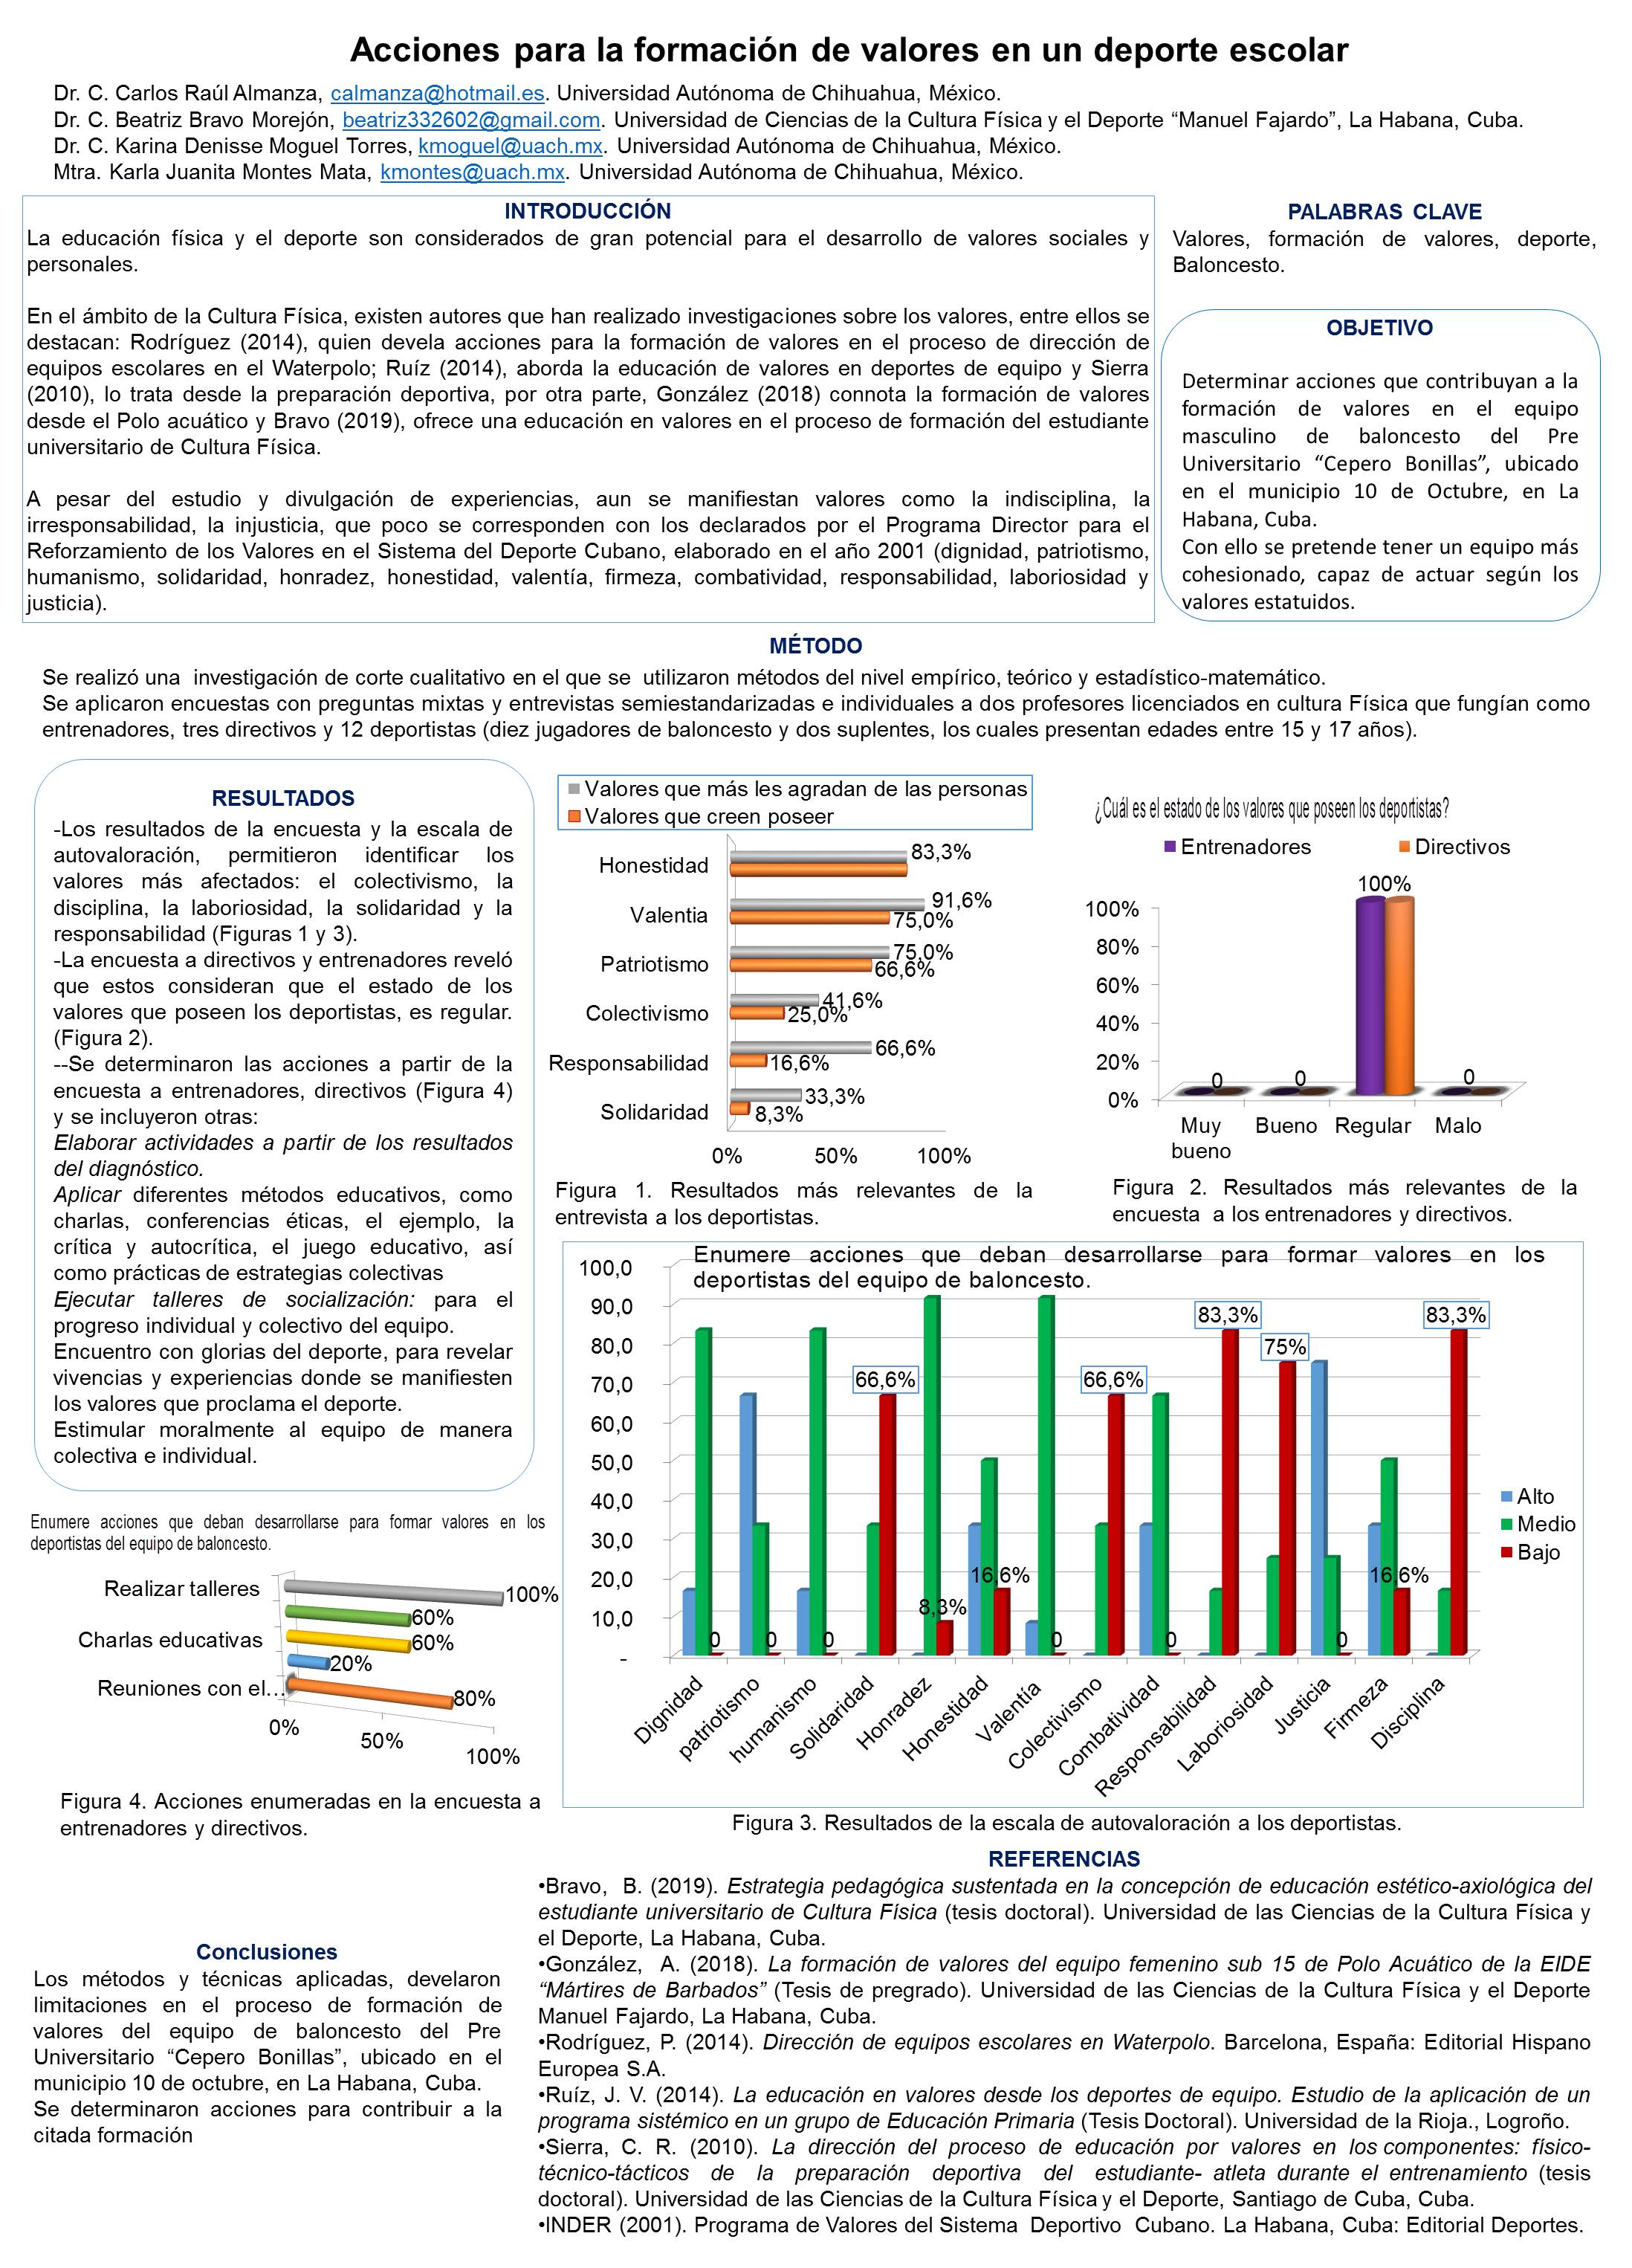 Acciones para la formación de valores en un deporte escolar
Dr. C. Carlos Raúl Almanza, calmanza@hotmail.es. Universidad Autónoma de Chihuahua, México.
Dr. C. Beatriz Bravo Morejón, beatriz332602@gmail.com. Universidad de Ciencias de la Cultura Física y el Deporte “Manuel Fajardo”, La Habana, Cuba.
Dr. C. Karina Denisse Moguel Torres, kmoguel@uach.mx. Universidad Autónoma de Chihuahua, México.
Mtra. Karla Juanita Montes Mata, kmontes@uach.mx. Universidad Autónoma de Chihuahua, México.
INTRODUCCIÓN
La educación física y el deporte son considerados de gran potencial para el desarrollo de valores sociales y
personales.
En el ámbito de la Cultura Física, existen autores que han realizado investigaciones sobre los valores, entre ellos se
destacan: Rodríguez (2014), quien devela acciones para la formación de valores en el proceso de dirección de
equipos escolares en el Waterpolo; Ruíz (2014), aborda la educación de valores en deportes de equipo y Sierra
(2010), lo trata desde la preparación deportiva, por otra parte, González (2018) connota la formación de valores
desde el Polo acuático y Bravo (2019), ofrece una educación en valores en el proceso de formación del estudiante
universitario de Cultura Física.
A pesar del estudio y divulgación de experiencias, aun se manifiestan valores como la indisciplina, la
irresponsabilidad, la injusticia, que poco se corresponden con los declarados por el Programa Director para el
Reforzamiento de los Valores en el Sistema del Deporte Cubano, elaborado en el año 2001 (dignidad, patriotismo,
humanismo, solidaridad, honradez, honestidad, valentía, firmeza, combatividad, responsabilidad, laboriosidad y
justicia).
PALABRAS CLAVE
Valores, formación de valores, deporte,
Baloncesto.
OBJETIVO
Determinar acciones que contribuyan a la
formación de valores en el equipo
masculino de baloncesto del Pre
Universitario “Cepero Bonillas”, ubicado
en el municipio 10 de Octubre, en La
Habana, Cuba.
Con ello se pretende tener un equipo más
cohesionado, capaz de actuar según los
valores estatuidos.
MÉTODO
Se realizó una investigación de corte cualitativo en el que se utilizaron métodos del nivel empírico, teórico y estadístico-matemático.
Se aplicaron encuestas con preguntas mixtas y entrevistas semiestandarizadas e individuales a dos profesores licenciados en cultura Física que fungían como
entrenadores, tres directivos y 12 deportistas (diez jugadores de baloncesto y dos suplentes, los cuales presentan edades entre 15 y 17 años).
RESULTADOS
-Los resultados de la encuesta y la escala de
autovaloración, permitieron identificar los
valores más afectados: el colectivismo, la
disciplina, la laboriosidad, la solidaridad y la
responsabilidad (Figuras 1 y 3).
-La encuesta a directivos y entrenadores reveló
que estos consideran que el estado de los
valores que poseen los deportistas, es regular.
(Figura 2).
--Se determinaron las acciones a partir de la
encuesta a entrenadores, directivos (Figura 4)
y se incluyeron otras:
Elaborar actividades a partir de los resultados
del diagnóstico.
Aplicar diferentes métodos educativos, como
charlas, conferencias éticas, el ejemplo, la
crítica y autocrítica, el juego educativo, así
como prácticas de estrategias colectivas
Ejecutar talleres de socialización: para el
progreso individual y colectivo del equipo.
Encuentro con glorias del deporte, para revelar
vivencias y experiencias donde se manifiesten
los valores que proclama el deporte.
Estimular moralmente al equipo de manera
colectiva e individual.
Valores que más les agradan de las personas
Valores que creen poseer
Honestidad 83,3%
Valentia 91,6% 75,0%
Patriotismo 75,0% 66,6%
Colectivismo 41,6% 25,0%
Responsabilidad 66,6% 16,6%
Solidaridad 33,3% 8,3%
0% 50% 100%
Figura 1. Resultados más relevantes de la
entrevista a los deportistas.
¿Cuál es el estado de los valores que poseen los deportistas?
Entrenadores Directivos
100%
100%
80%
60%
40%
20%
0%
0 0 0
Muy bueno Bueno Regular Malo
Figura 2. Resultados más relevantes de la
encuesta a los entrenadores y directivos.
Enumere acciones que deban desarrollarse para formar valores en los
deportistas del equipo de baloncesto.
100,0
90,0
80,0
70,0
60,0
50,0
40,0
30,0
20,0
10,0
-
0 0 0 66,6% 8,3% 16,6% 0 66,6% 0 83,3% 75% 0 16,6% 83,3%
Dignidad patriotismo humanismo Solidaridad Honradez Honestidad Valentía Colectivismo Combatividad Responsabilidad Laboriosidad Justicia Firmeza Disciplina
Alto
Medio
Bajo
Figura 3. Resultados de la escala de autovaloración a los deportistas.
Enumere acciones que deban desarrollarse para formar valores en los
deportistas del equipo de baloncesto.
Realizar talleres 100%
60%
Charlas educativas 60%
20%
Reuniones con el… 80%
0% 50% 100%
Figura 4. Acciones enumeradas en la encuesta a
entrenadores y directivos.
Conclusiones
Los métodos y técnicas aplicadas, develaron
limitaciones en el proceso de formación de
valores del equipo de baloncesto del Pre
Universitario “Cepero Bonillas”, ubicado en el
municipio 10 de octubre, en La Habana, Cuba.
Se determinaron acciones para contribuir a la
citada formación
REFERENCIAS
•Bravo, B. (2019). Estrategia pedagógica sustentada en la concepción de educación estético-axiológica del
estudiante universitario de Cultura Física (tesis doctoral). Universidad de las Ciencias de la Cultura Física y
el Deporte, La Habana, Cuba.
•González, A. (2018). La formación de valores del equipo femenino sub 15 de Polo Acuático de la EIDE
“Mártires de Barbados” (Tesis de pregrado). Universidad de las Ciencias de la Cultura Física y el Deporte
Manuel Fajardo, La Habana, Cuba.
•Rodríguez, P. (2014). Dirección de equipos escolares en Waterpolo. Barcelona, España: Editorial Hispano
Europea S.A.
•Ruíz, J. V. (2014). La educación en valores desde los deportes de equipo. Estudio de la aplicación de un
programa sistémico en un grupo de Educación Primaria (Tesis Doctoral). Universidad de la Rioja., Logroño.
•Sierra, C. R. (2010). La dirección del proceso de educación por valores en los componentes: físico-
técnico-tácticos de la preparación deportiva del estudiante- atleta durante el entrenamiento (tesis
doctoral). Universidad de las Ciencias de la Cultura Física y el Deporte, Santiago de Cuba, Cuba.
•INDER (2001). Programa de Valores del Sistema Deportivo Cubano. La Habana, Cuba: Editorial Deportes.